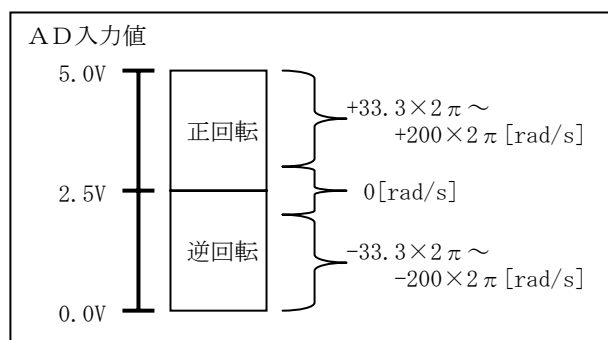 ＡＤ入力値
5.0V
正回転
+33.3×2π～
+200×2π[rad/s]
2.5V
0[rad/s]
逆回転
-33.3×2π～
-200×2π[rad/s]
0.0V